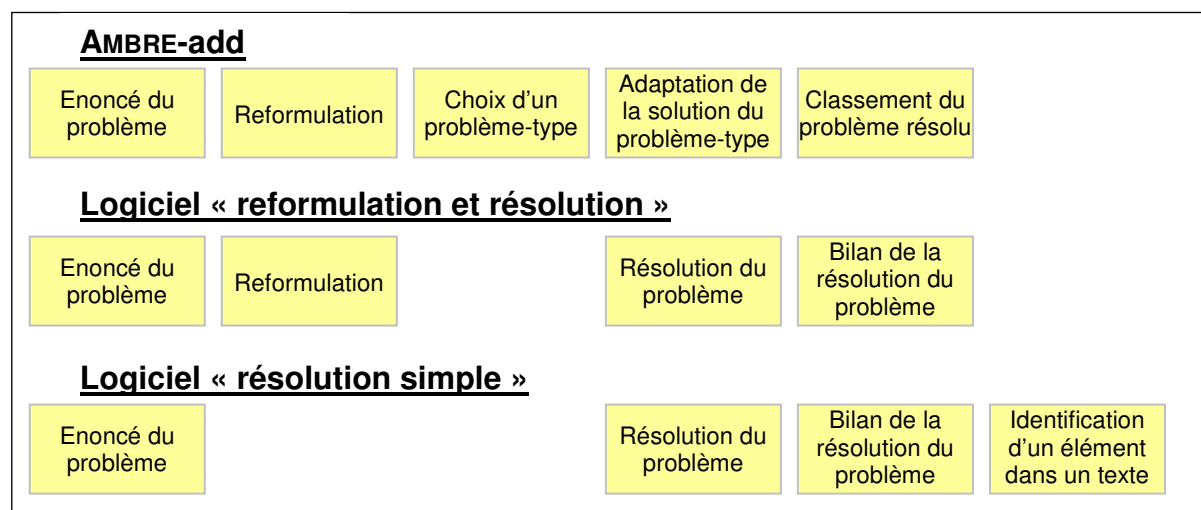 AMBRE-add
Enoncé du
problème
Reformulation
Choix d'un
problème-type
Adaptation de
la solution du
problème-type
Classement du
problème résolu
Logiciel « reformulation et résolution »
Enoncé du
problème
Reformulation
Résolution du
problème
Bilan de la
résolution du
problème
Logiciel « résolution simple »
Enoncé du
problème
Résolution du
problème
Bilan de la
résolution du
problème
Identification
d'un élément
dans un texte